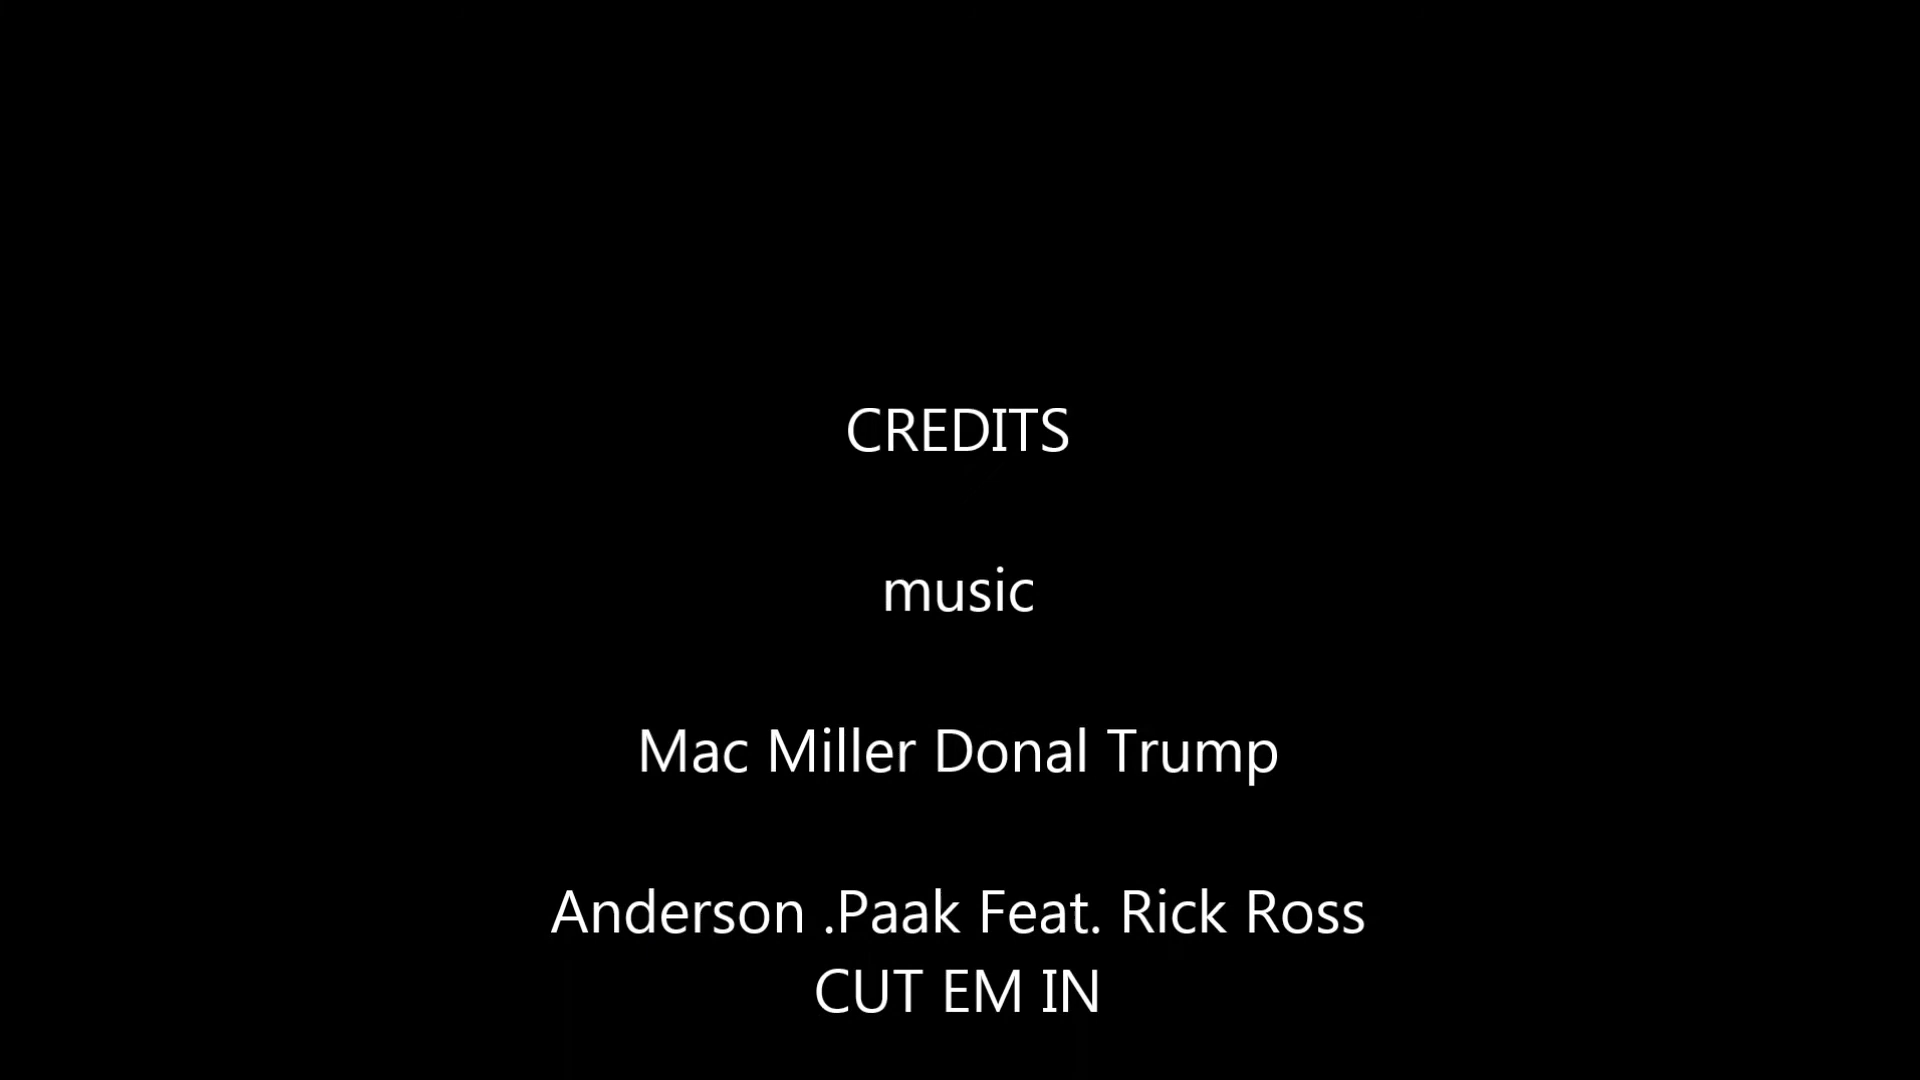 CREDITS
music
Mac Miller Donal Trump
Anderson .Paak Feat. Rick Ross
CUT EM IN